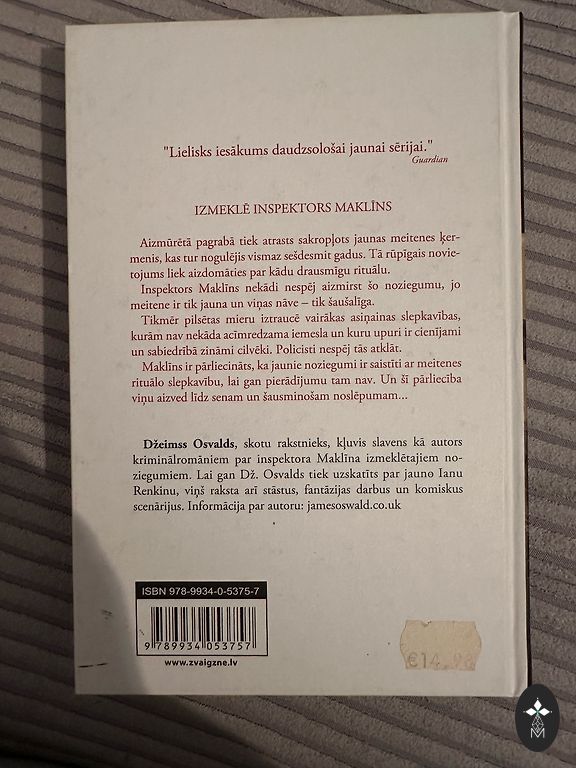 "Lielisks iesākums daudzsološai jaunai sērijai."
Guardian
IZMEKLĒ INSPEKTORS MAKLĪNS
Aizmūrētā pagrabā tiek atrasts sakropļots jaunas meitenes ķer-
menis, kas tur nogulējis vismaz sešdesmit gadus. Tā rūpīgais novie-
tojums liek aizdomāties par kādu drausmīgu rituālu.
Inspektors Maklīns nekādi nespēj aizmirst šo noziegumu, jo
meitene ir tik jauna un viņas nāve – tik šaušalīga.
Tikmēr pilsētas mieru iztraucē vairākas asiņainas slepkavības,
kurām nav nekāda acīmredzama iemesla un kuru upuri ir cienījami
un sabiedrībā zināmi cilvēki. Policisti nespēj tās atklāt.
Maklīns ir pārliecināts, ka jaunie noziegumi ir saistīti ar meitenes
rituālo slepkavību, lai gan pierādījumu tam nav. Un šī pārliecība
viņu aizved līdz senam un šausminošam noslēpumam...
Džeimss Osvalds, skotu rakstnieks, kļuvis slavens kā autors
kriminālromāniem par inspektora Maklīna izmeklētajiem no-
ziegumiem. Lai gan Dž. Osvalds tiek uzskatīts par jauno Ianu
Renkinu, viņš raksta arī stāstus, fantāzijas darbus un komiksu
scenārijus. Informācija par autoru: jamesoswald.co.uk
ISBN 978-9934-0-5375-7
9 789934 053757
www.zvaigzne.lv
€14.98
M